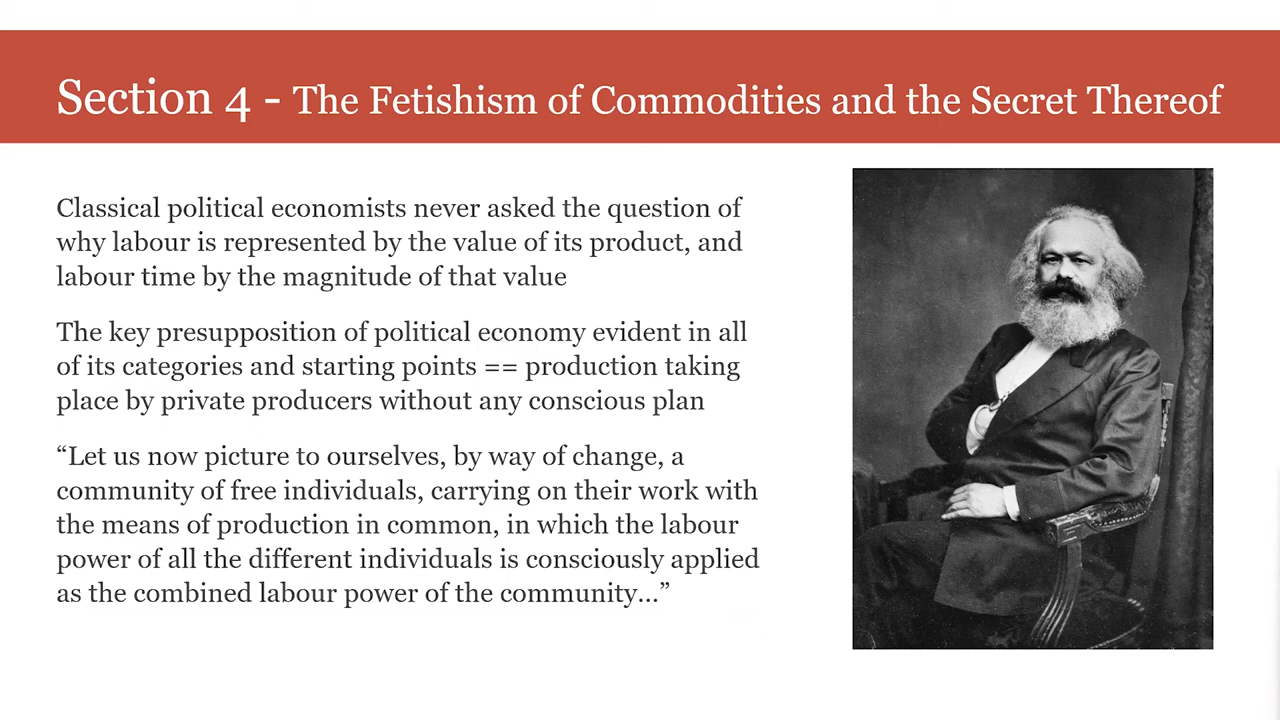 Section 4 - The Fetishism of Commodities and the Secret Thereof
Classical political economists never asked the question of
why labour is represented by the value of its product, and
labour time by the magnitude of that value
The key presupposition of political economy evident in all
of its categories and starting points == production taking
place by private producers without any conscious plan
“Let us now picture to ourselves, by way of change, a
community of free individuals, carrying on their work with
the means of production in common, in which the labour
power of all the different individuals is consciously applied
as the combined labour power of the community...”